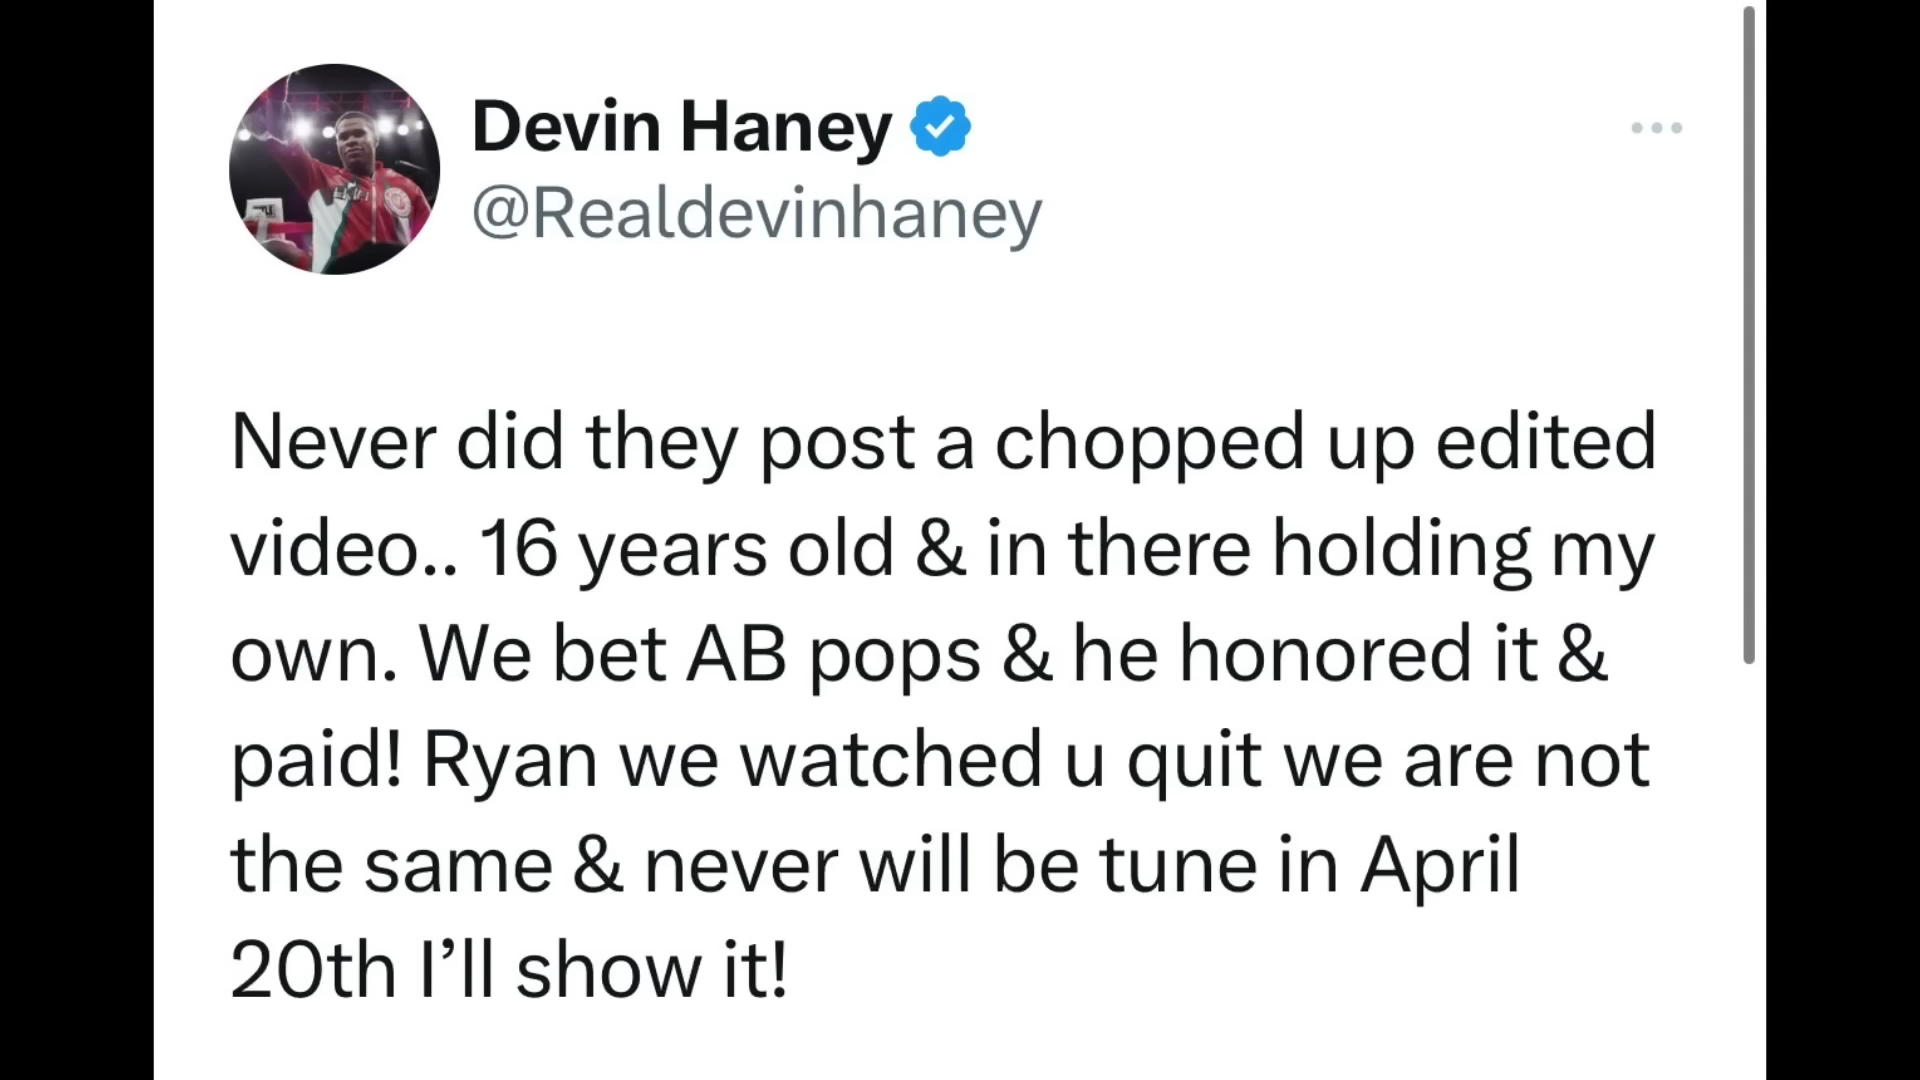 Devin Haney
@Realdevinhaney
Never did they post a chopped up edited
video.. 16 years old & in there holding my
own. We bet AB pops & he honored it &
paid! Ryan we watched u quit we are not
the same & never will be tune in April
20th I’ll show it!